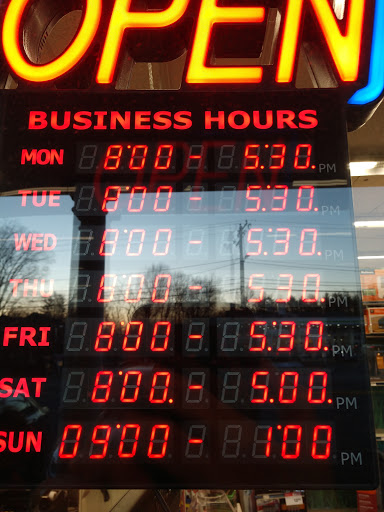 OPEN
BUSINESS HOURS
MON 8:00 - 5:30 PM
TUE 8:00 - 5:30 PM
WED 8:00 - 5:30 PM
THU 8:00 - 5:30 PM
FRI 8:00 - 5:30 PM
SAT 8:00 - 5:00 PM
SUN 09:00 - 1:00 PM